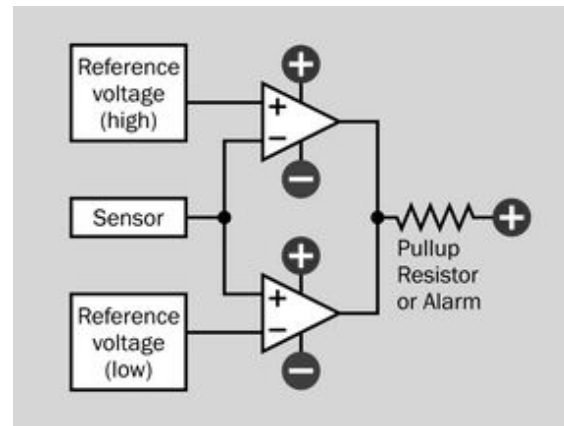 Reference
voltage
(high)
+
+
−
−
Sensor
+
Pullup
Resistor
or Alarm
+
+
−
−
Reference
voltage
(low)